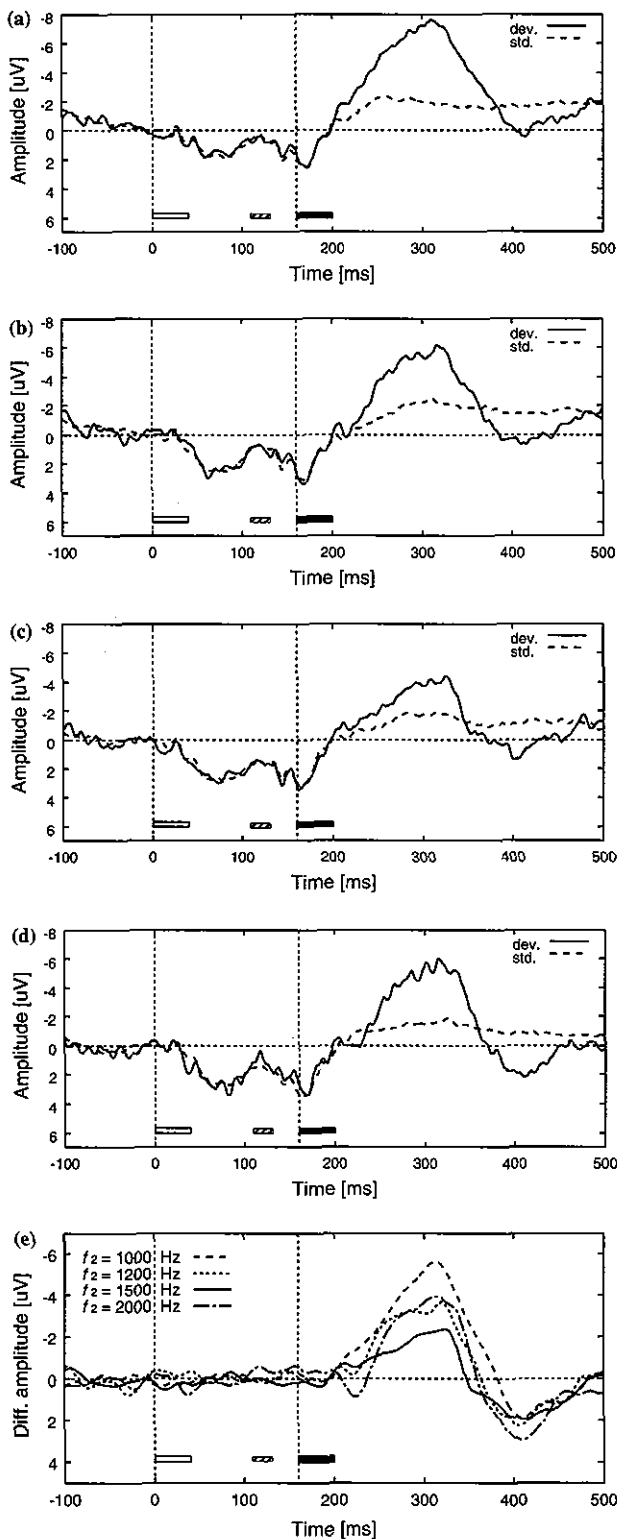 (a)
-8
-6
-4
-2
0
2
4
6
Amplitude [uV]
dev.
std.
-100 0 100 200 300 400 500
Time [ms]
(b)
-8
-6
-4
-2
0
2
4
6
Amplitude [uV]
dev.
std.
-100 0 100 200 300 400 500
Time [ms]
(c)
-8
-6
-4
-2
0
2
4
6
Amplitude [uV]
dev.
std.
-100 0 100 200 300 400 500
Time [ms]
(d)
-8
-6
-4
-2
0
2
4
6
Amplitude [uV]
dev.
std.
-100 0 100 200 300 400 500
Time [ms]
(e)
-6
-4
-2
0
2
4
Diff. amplitude [uV]
f2 = 1000 Hz
f2 = 1200 Hz
f2 = 1500 Hz
f2 = 2000 Hz
-100 0 100 200 300 400 500
Time [ms]